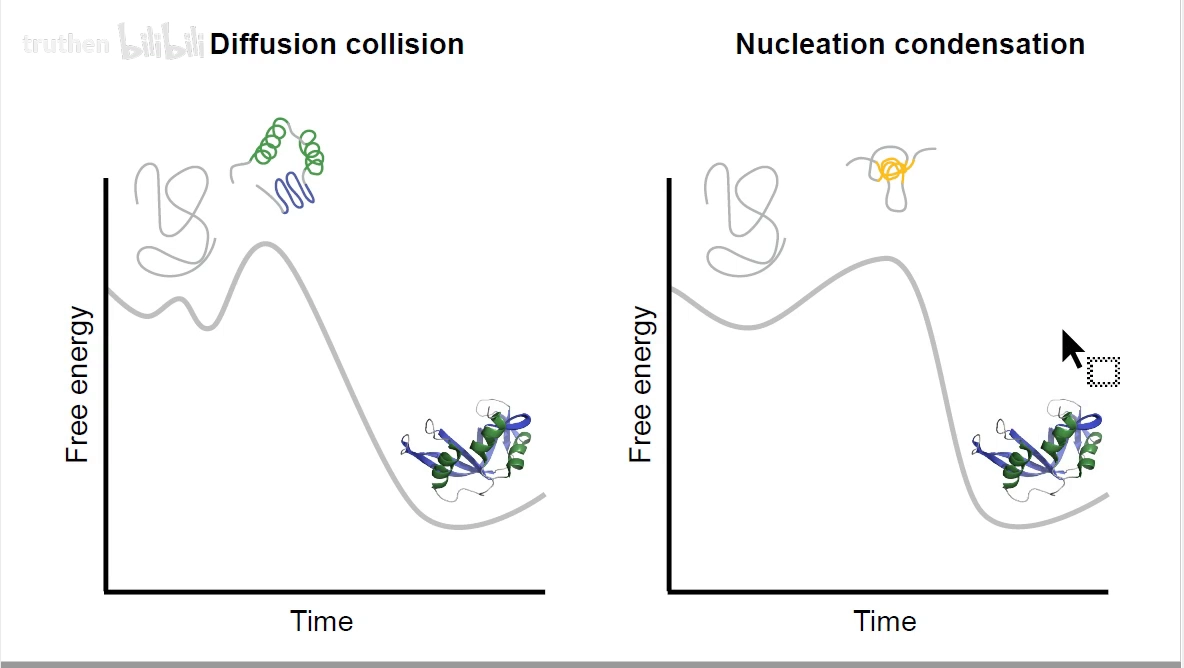 truthen bilibili
Diffusion collision
Nucleation condensation
Free energy
Time
Free energy
Time